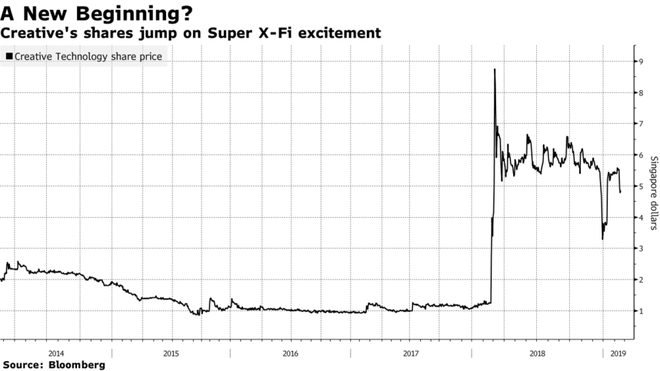 A New Beginning?
Creative's shares jump on Super X-Fi excitement
Creative Technology share price
9
8
7
6
5
4
3
2
1
Singapore dollars
2014 2015 2016 2017 2018 2019
Source: Bloomberg